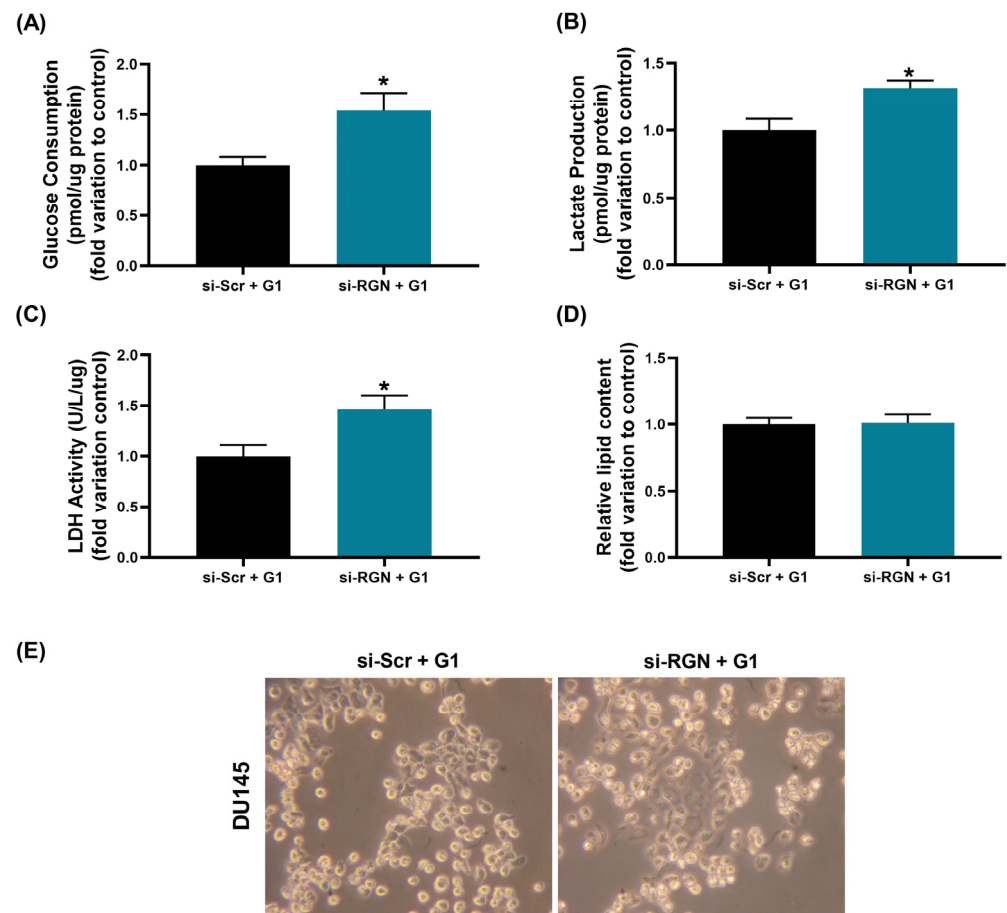 (A)
Glucose Consumption
(pmol/ug protein)
(fold variation to control)
2.0
1.5
1.0
0.5
0.0
*
si-Scr + G1
si-RGN + G1
(B)
Lactate Production
(pmol/ug protein)
(fold variation to control)
1.5
1.0
0.5
0.0
*
si-Scr + G1
si-RGN + G1
(C)
LDH Activity (U/L/ug)
(fold variation control)
2.0
1.5
1.0
0.5
0.0
*
si-Scr + G1
si-RGN + G1
(D)
Relative lipid content
(fold variation to control)
1.5
1.0
0.5
0.0
si-Scr + G1
si-RGN + G1
(E)
si-Scr + G1
si-RGN + G1
DU145